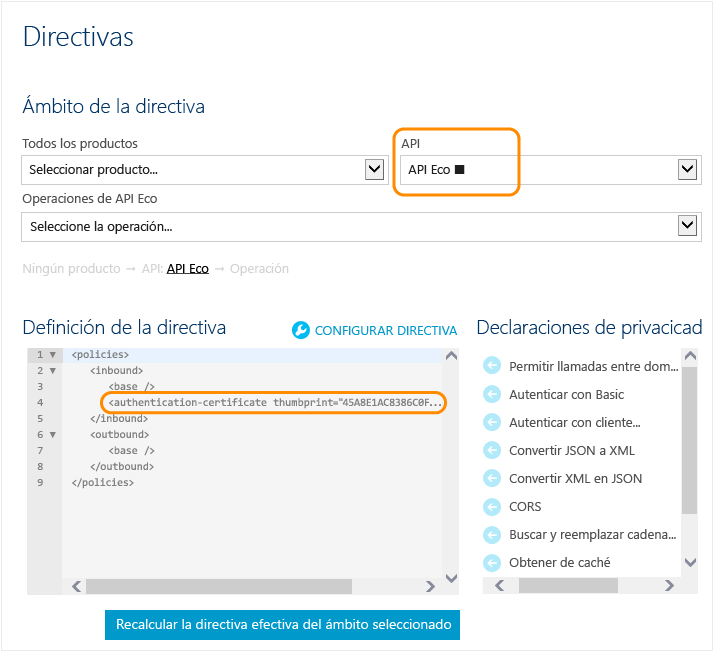 Directivas
Ámbito de la directiva
Todos los productos
API
Seleccionar producto...
API Eco ■
Operaciones de API Eco
Seleccione la operación...
Ningún producto → API: API Eco → Operación
Definición de la directiva
CONFIGURAR DIRECTIVA
Declaraciones de privacicad
1 <policies>
2 <inbound>
3 <base />
4 <authentication-certificate thumbprint="45A8E1AC8386C0F...
5 </inbound>
6 <outbound>
7 <base />
8 </outbound>
9 </policies>
Permitir llamadas entre dom...
Autenticar con Basic
Autenticar con cliente...
Convertir JSON a XML
Convertir XML en JSON
CORS
Buscar y reemplazar cadena...
Obtener de caché
Recalcular la directiva efectiva del ámbito seleccionado